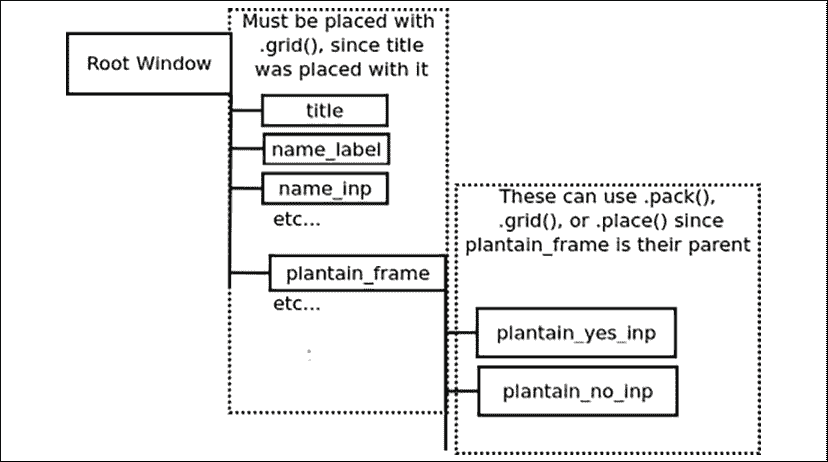 Root Window
Must be placed with
.grid(), since title
was placed with it
title
name_label
name_inp
etc...
plantain_frame
etc...
These can use .pack(),
.grid(), or .place() since
plantain_frame is their parent
plantain_yes_inp
plantain_no_inp